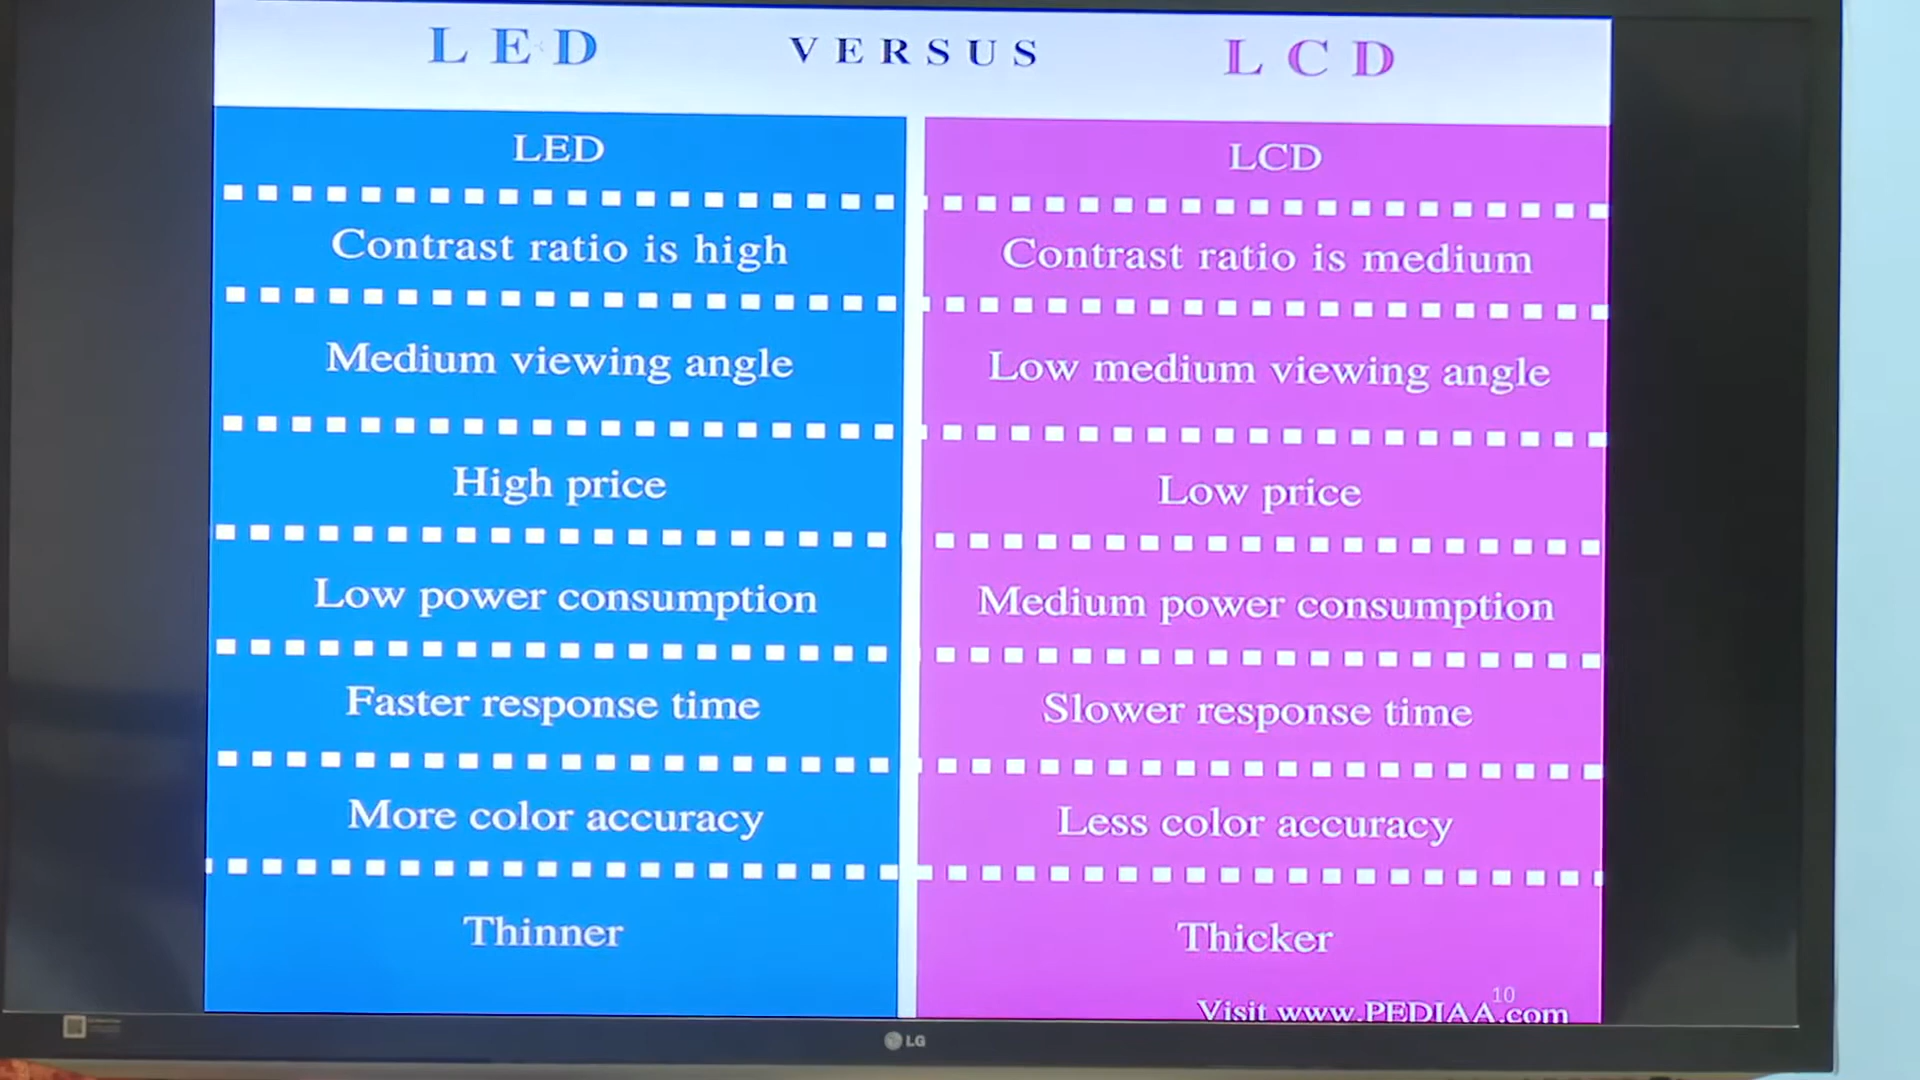 LED VERSUS LCD
LED
LCD
Contrast ratio is high
Contrast ratio is medium
Medium viewing angle
Low medium viewing angle
High price
Low price
Low power consumption
Medium power consumption
Faster response time
Slower response time
More color accuracy
Less color accuracy
Thinner
Thicker
10
Visit www.PEDIAA.com
LG